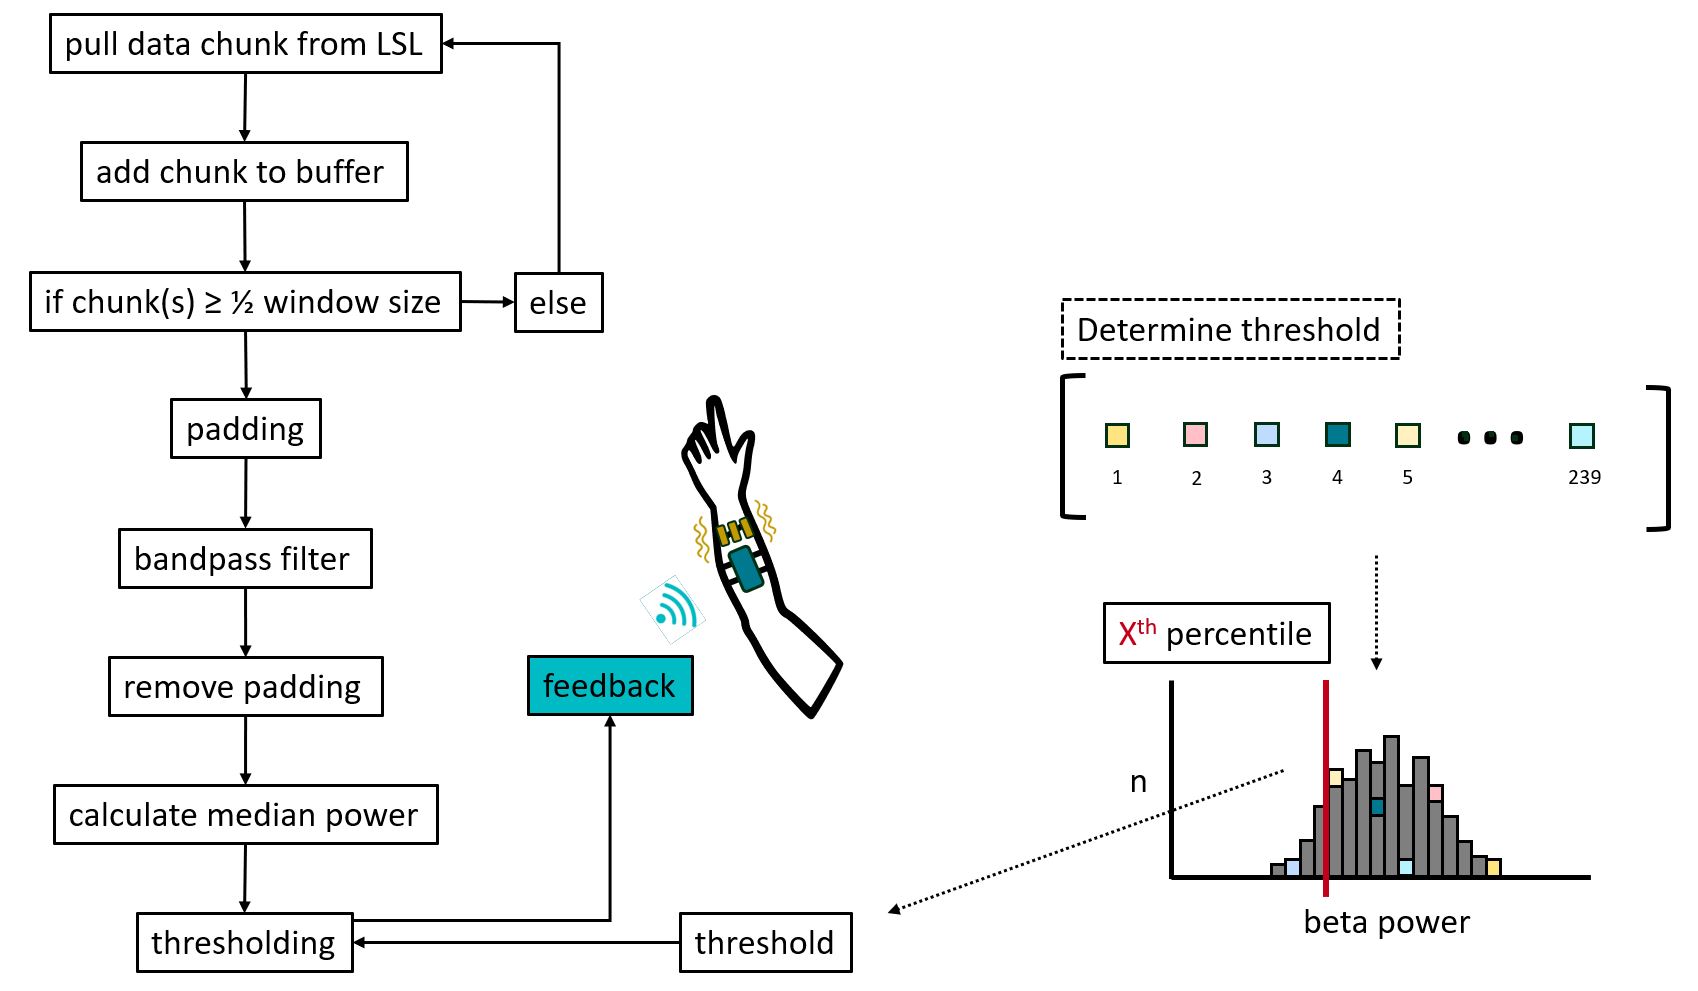 pull data chunk from LSL
add chunk to buffer
if chunk(s) ≥ ½ window size
else
padding
bandpass filter
remove padding
calculate median power
thresholding
feedback
threshold
Determine threshold
1 2 3 4 5 239
Xth percentile
n
beta power